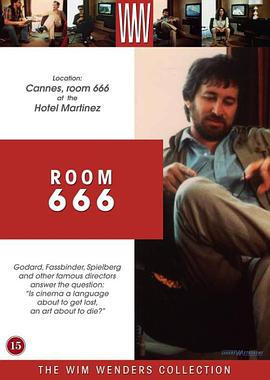 WW
Location:
Cannes, room 666
at the
Hotel Martinez
ROOM
666
Godard, Fassbinder, Spielberg
and other famous directors
answer the question:
"Is cinema a language
about to get lost,
an art about to die?"
15
THE WIM WENDERS COLLECTION